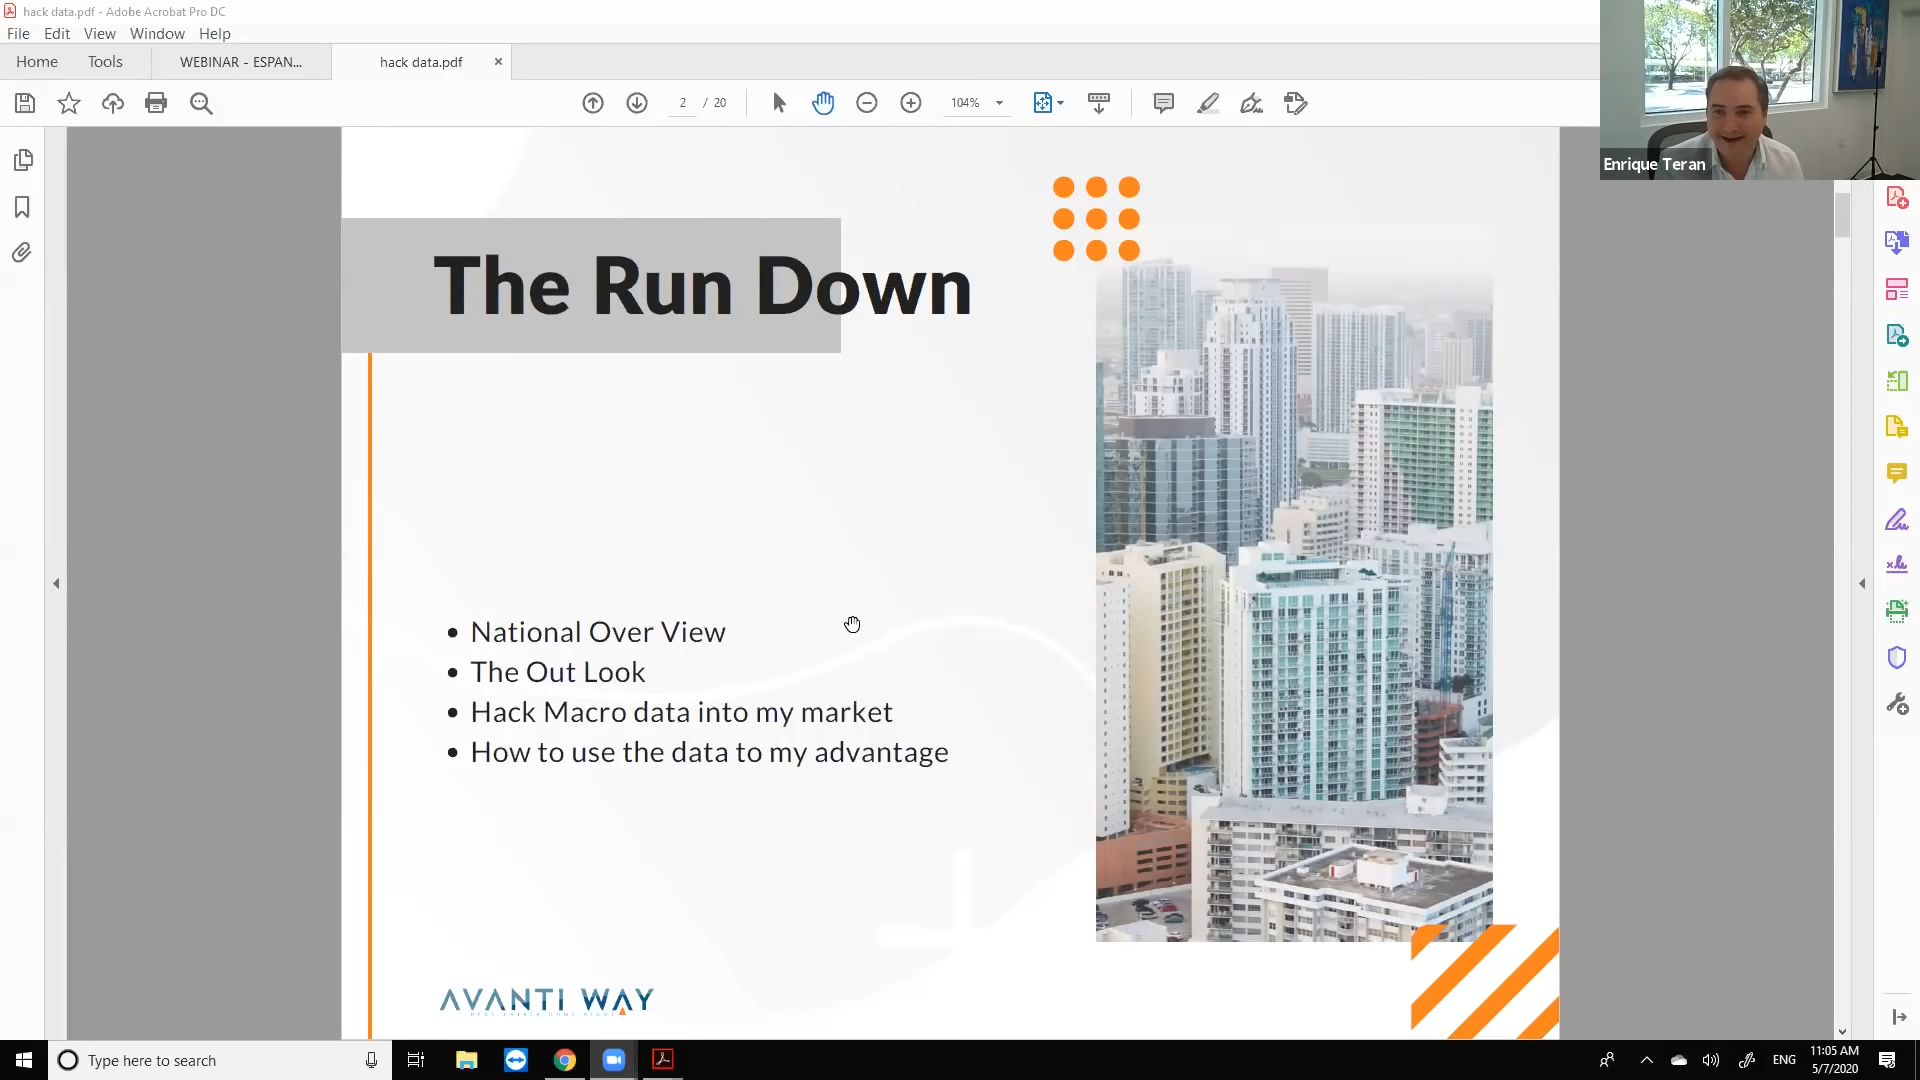 hack data.pdf - Adobe Acrobat Pro DC
File Edit View Window Help
Home Tools WEBINAR - ESPAN... hack data.pdf
2 / 20 104%
Enrique Teran
The Run Down
• National Over View
• The Out Look
• Hack Macro data into my market
• How to use the data to my advantage
AVANTI WAY
Type here to search
ENG 11:05 AM
5/7/2020